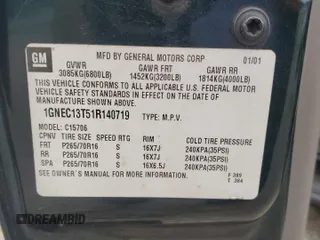 GM
MFD BY GENERAL MOTORS CORP 01/01
GVWR GAWR FRT GAWR RR
3085KG(6800LB) 1452KG(3200LB) 1814KG(4000LB)
THIS VEHICLE CONFORMS TO ALL APPLICABLE U.S. FEDERAL MOTOR
VEHICLE SAFETY STANDARDS IN EFFECT ON THE DATE OF
MANUFACTURE SHOWN ABOVE.
1GNEC13T51R140719 TYPE: M.P.V.
MODEL: C15706
CPNV TIRE SIZE SPEED RTG RIM COLD TIRE PRESSURE
FRT P265/70R16 S 16X7J 240KPA(35PSI)
RR P265/70R16 S 16X7J 240KPA(35PSI)
SPA P265/70R16 S 16X6.5J 240KPA(35PSI)
SEE OWNER'S MANUAL FOR MORE INFORMATION.
© AUTOBIDMASTER